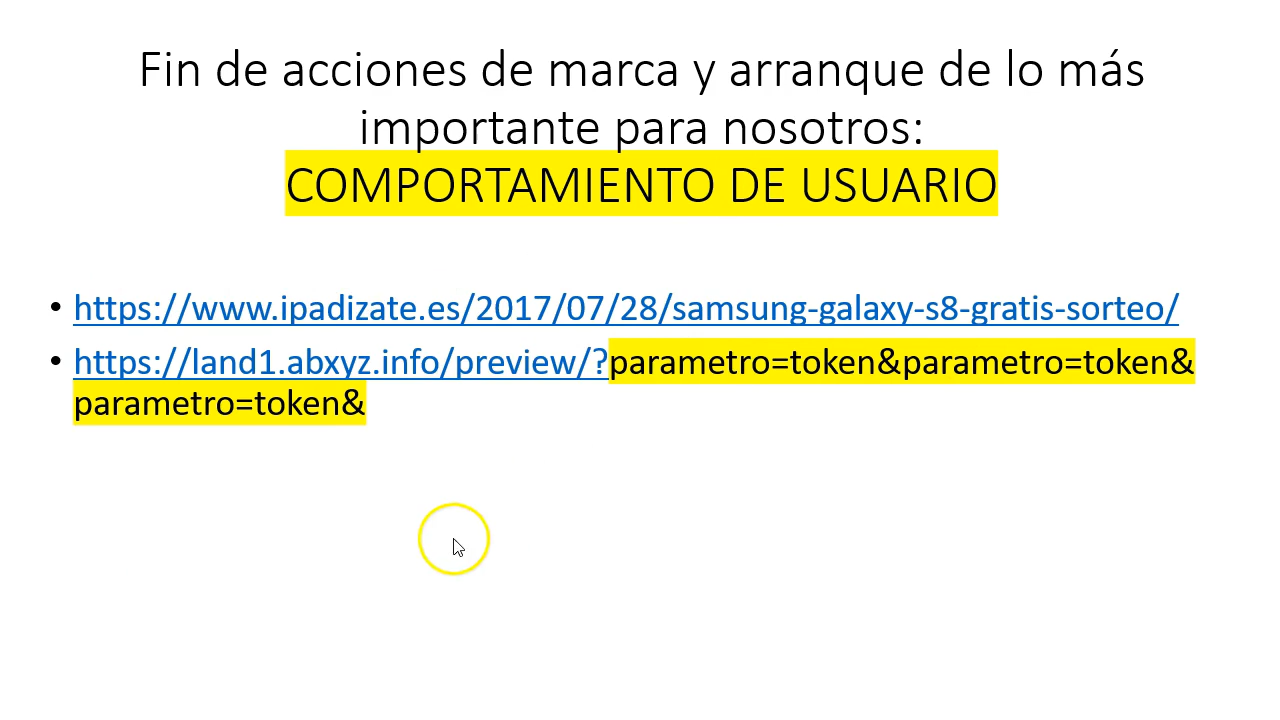 Fin de acciones de marca y arranque de lo más
importante para nosotros:
COMPORTAMIENTO DE USUARIO
• https://www.ipadizate.es/2017/07/28/samsung-galaxy-s8-gratis-sorteo/
• https://land1.abxyz.info/preview/?parametro=token&parametro=token&
parametro=token&